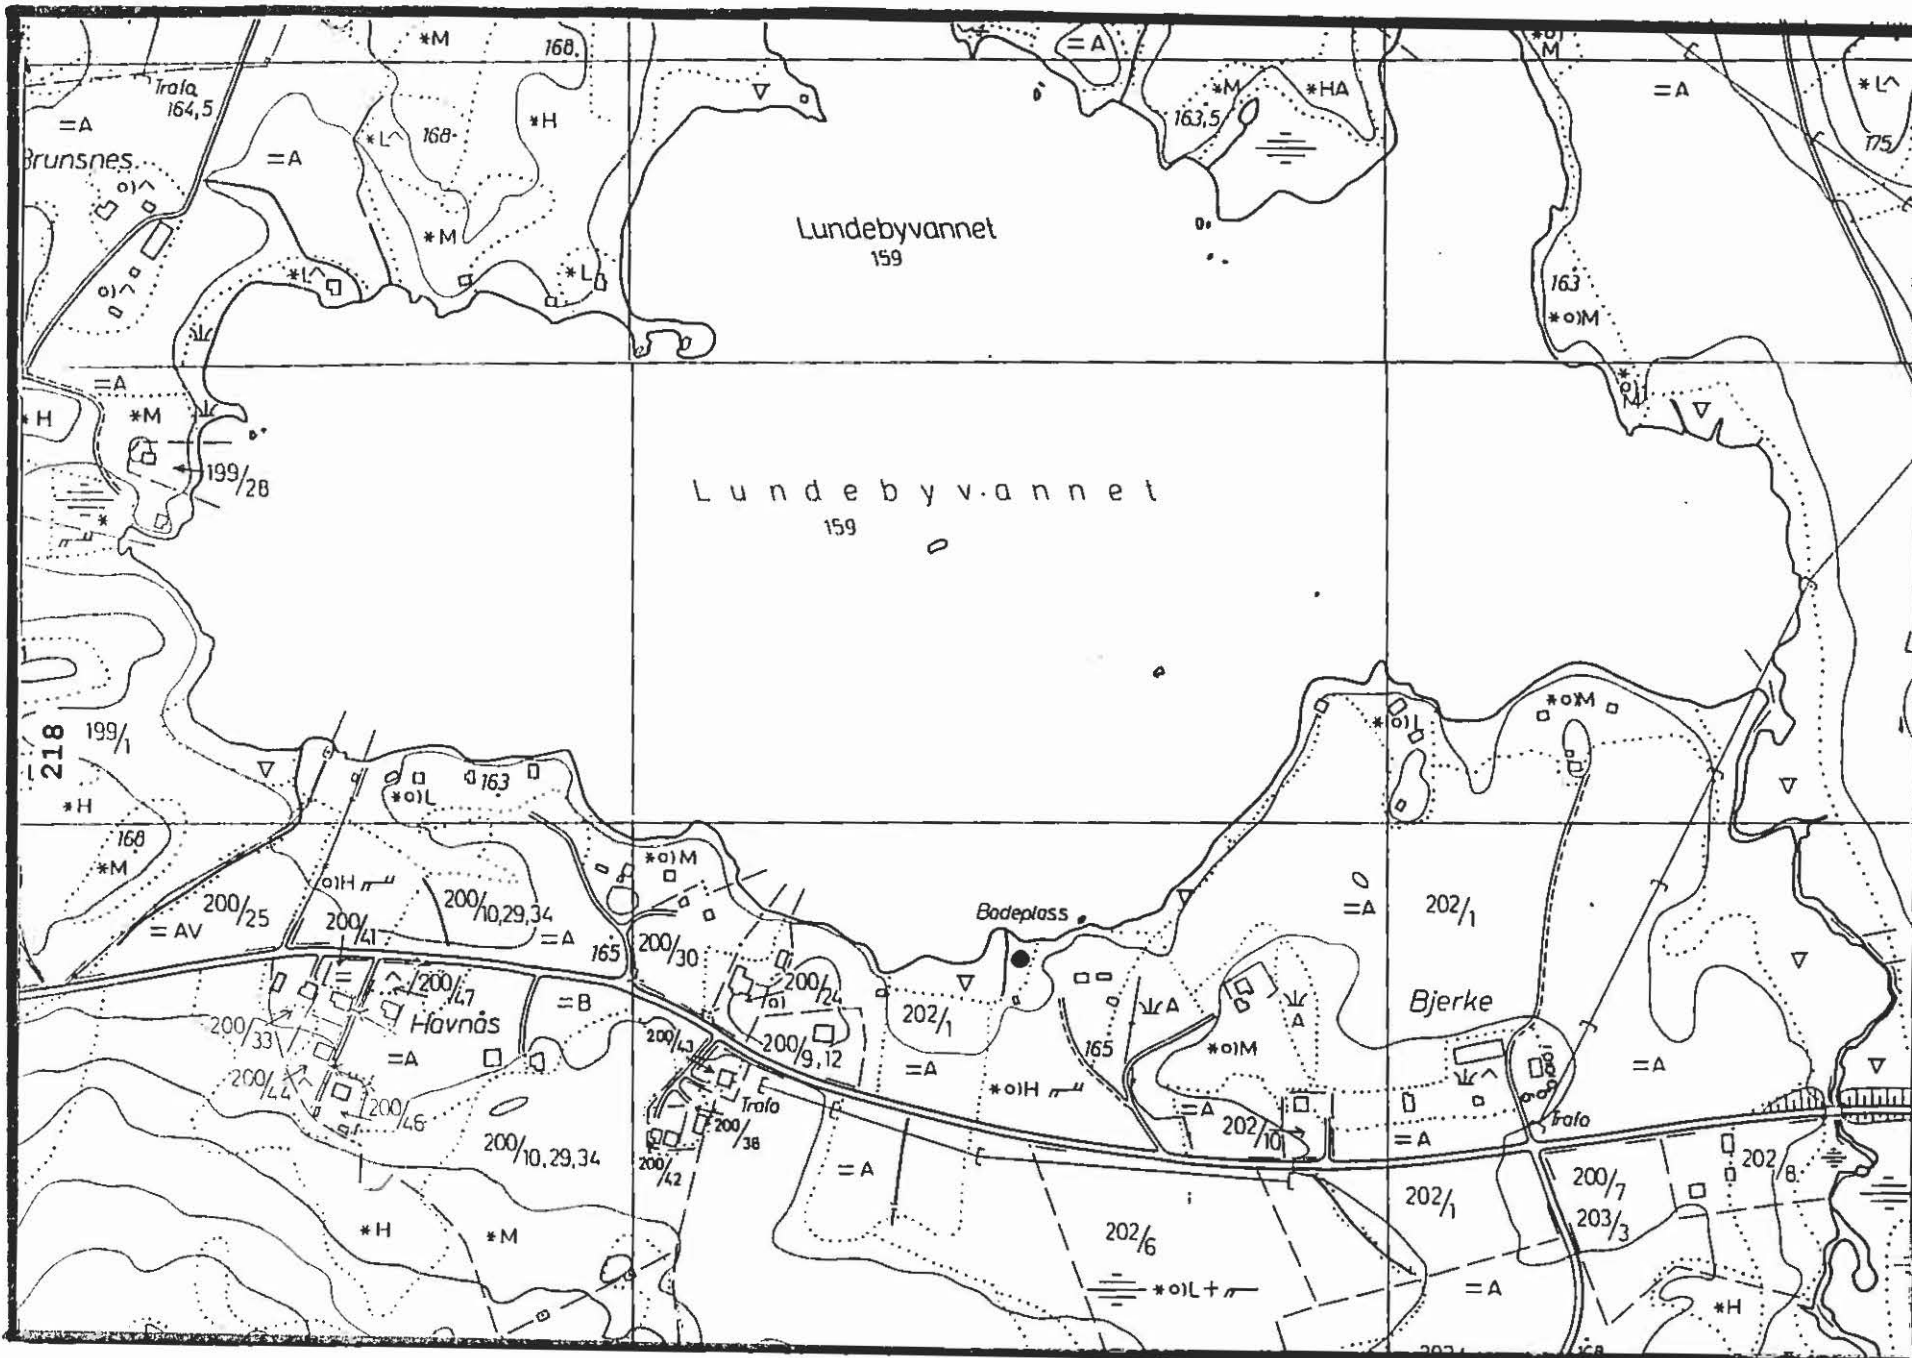 *M
168
=A
*o)
M
=A
*L^
Trafo
164,5
=A
*L^
168
*H
*M
163,5
*HA
175
Brunsnes
=A
o)^
*M
Lundebyvannet
159
o)^
*L^
*L
163
*o)M
=A
*H
*M
*
o)
M
199/28
Lundebyv.annet
159
*
199/1
218
*H
168
*M
163
*o)L
*o)L
*o)M
*o)M
200/25
o)H
200/41
200/10,29,34
=A
=AV
165
200/30
Badeplass
=A
202/1
200/47
200/24
o)
=B
202/1
A
A
Bjerke
200/33
Havnås
200/43
200/9,12
165
*o)M
=A
=A
=A
^
200/44
^
200/46
Trafo
*o)H
=A
202/10
=A
Trafo
200/38
200/10,29,34
200/42
=A
202/1
200/7
203/3
202/8
*H
*M
202/6
*o)L+
=A
*H
168